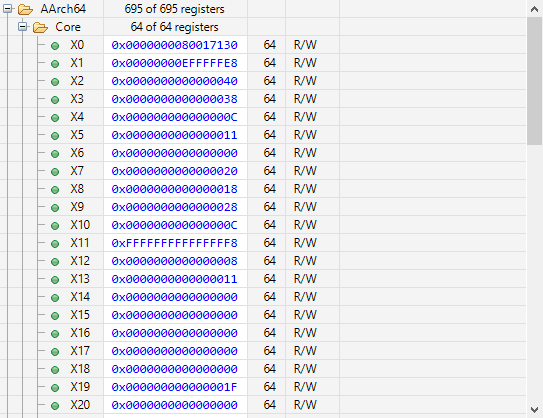 AArch64 695 of 695 registers
Core 64 of 64 registers
X0 0x0000000080017130 64 R/W
X1 0x00000000EFFFFFE8 64 R/W
X2 0x0000000000000040 64 R/W
X3 0x0000000000000038 64 R/W
X4 0x000000000000000C 64 R/W
X5 0x0000000000000011 64 R/W
X6 0x0000000000000000 64 R/W
X7 0x0000000000000020 64 R/W
X8 0x0000000000000018 64 R/W
X9 0x0000000000000028 64 R/W
X10 0x000000000000000C 64 R/W
X11 0xFFFFFFFFFFFFFFF8 64 R/W
X12 0x0000000000000008 64 R/W
X13 0x0000000000000011 64 R/W
X14 0x0000000000000000 64 R/W
X15 0x0000000000000000 64 R/W
X16 0x0000000000000000 64 R/W
X17 0x0000000000000000 64 R/W
X18 0x0000000000000000 64 R/W
X19 0x000000000000001F 64 R/W
X20 0x0000000000000000 64 R/W